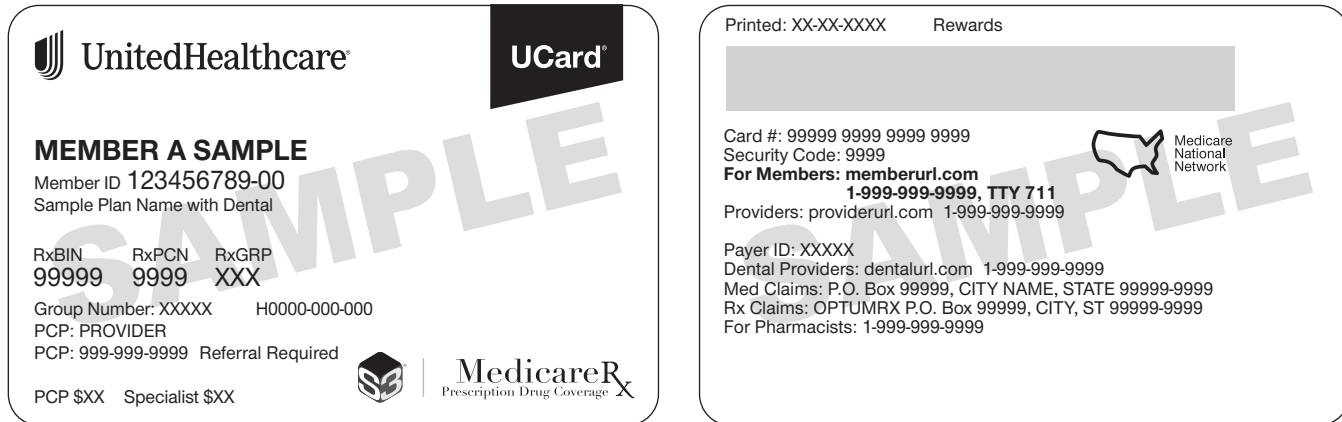 UnitedHealthcare®
UCard®
SAMPLE
MEMBER A SAMPLE
Member ID 123456789-00
Sample Plan Name with Dental
RxBIN RxPCN RxGRP
99999 9999 XXX
Group Number: XXXXX H0000-000-000
PCP: PROVIDER
PCP: 999-999-9999 Referral Required
PCP $XX Specialist $XX
S3
MedicareRx
Prescription Drug Coverage
Printed: XX-XX-XXXX Rewards
SAMPLE
Card #: 99999 9999 9999 9999
Security Code: 9999
For Members: memberurl.com
1-999-999-9999, TTY 711
Providers: providerurl.com 1-999-999-9999
Medicare
National
Network
Payer ID: XXXXX
Dental Providers: dentalurl.com 1-999-999-9999
Med Claims: P.O. Box 99999, CITY NAME, STATE 99999-9999
Rx Claims: OPTUMRX P.O. Box 99999, CITY, ST 99999-9999
For Pharmacists: 1-999-999-9999